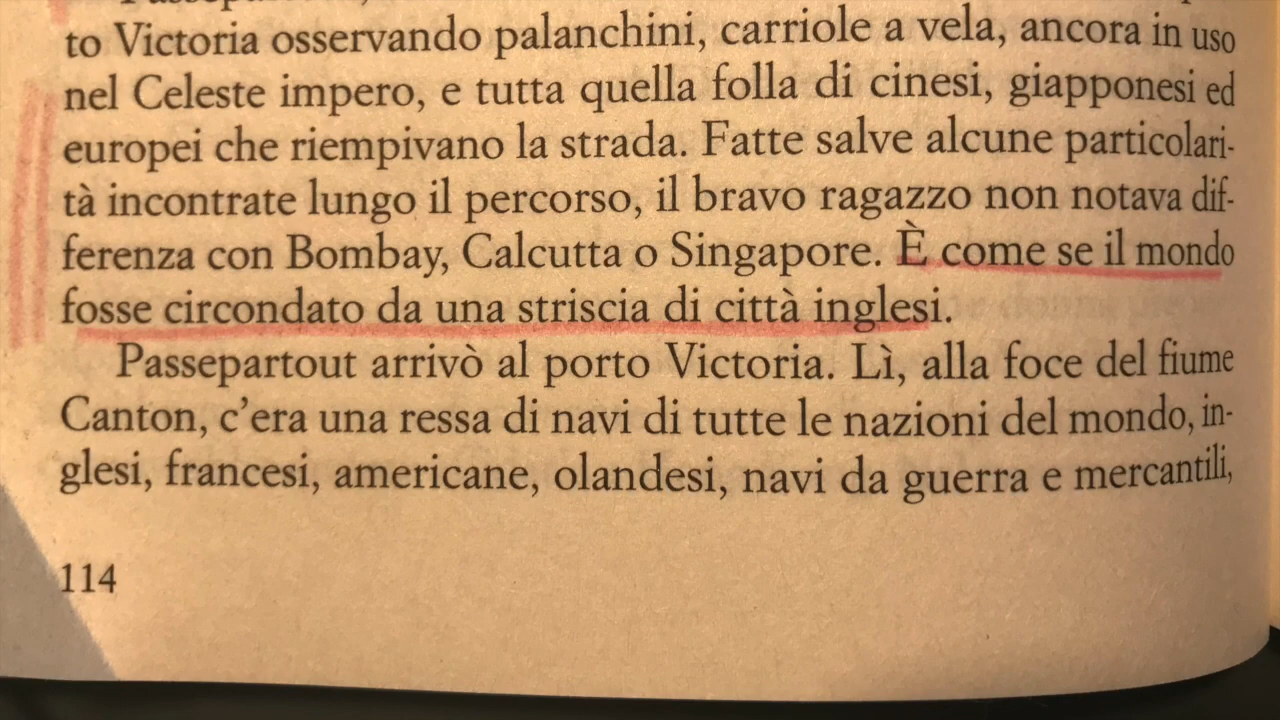 to Victoria osservando palanchini, carriole a vela, ancora in uso
nel Celeste impero, e tutta quella folla di cinesi, giapponesi ed
europei che riempivano la strada. Fatte salve alcune particolari-
tà incontrate lungo il percorso, il bravo ragazzo non notava dif-
ferenza con Bombay, Calcutta o Singapore. È come se il mondo
fosse circondato da una striscia di città inglesi.
Passepartout arrivò al porto Victoria. Lì, alla foce del fiume
Canton, c'era una ressa di navi di tutte le nazioni del mondo, in-
glesi, francesi, americane, olandesi, navi da guerra e mercantili,
114